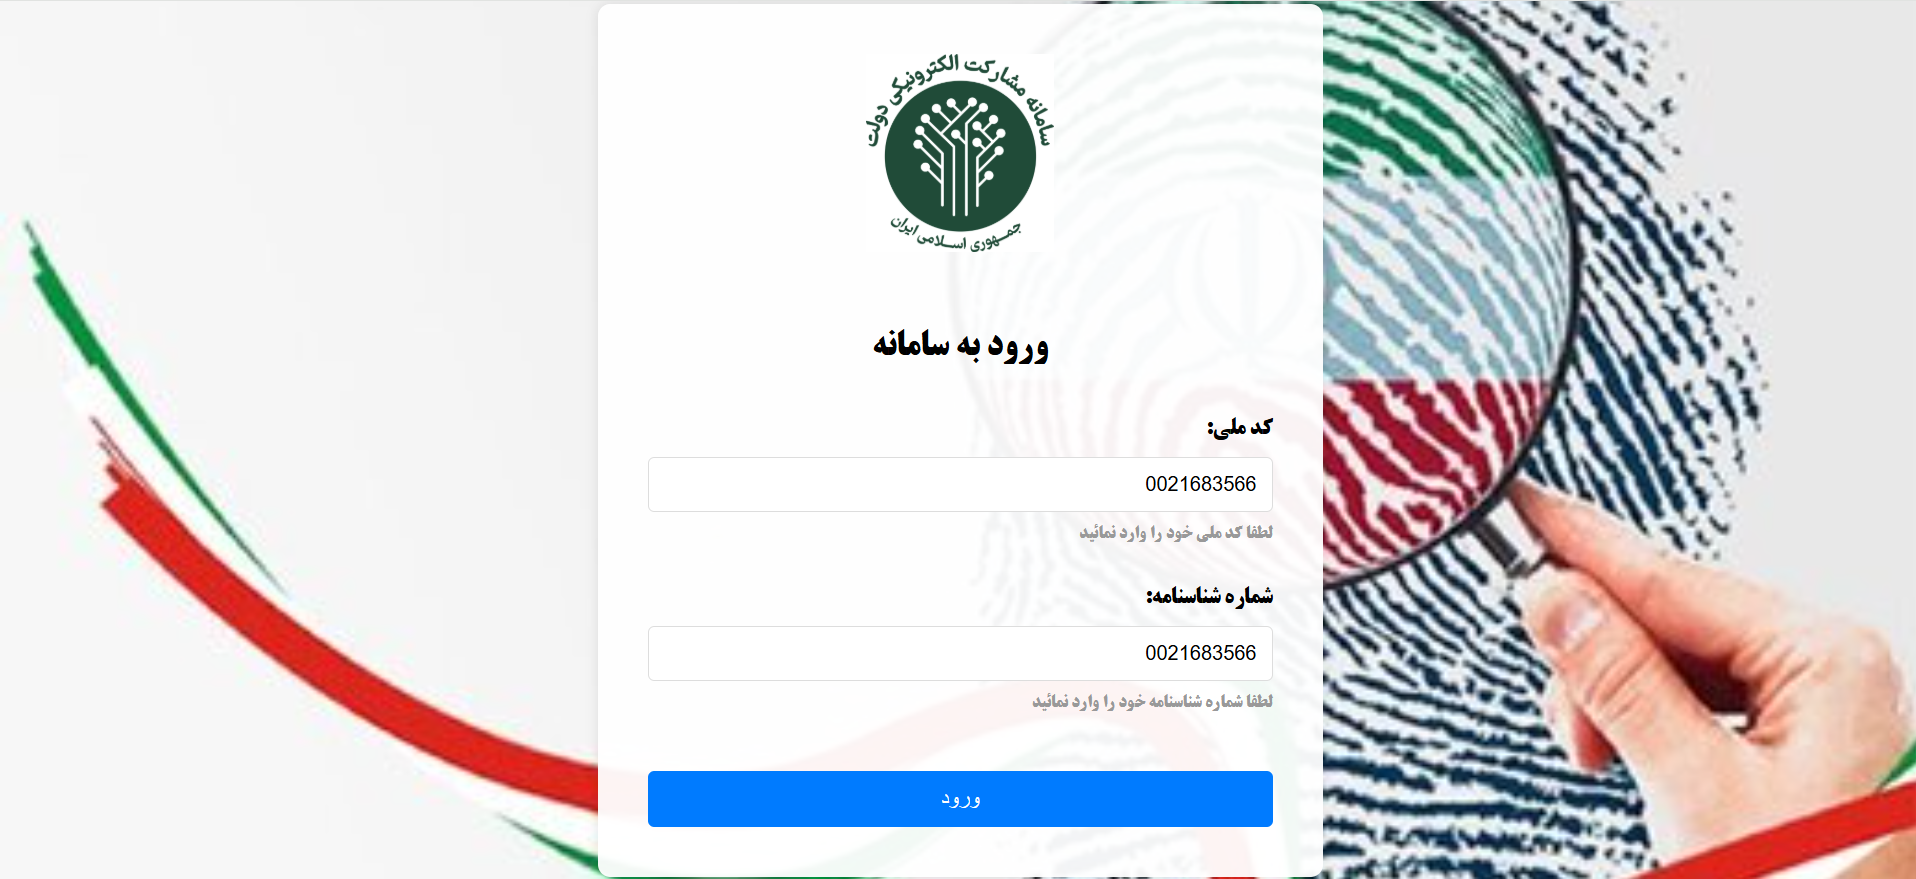 سامانه مشارکت الکترونیکی دولت
جمهوری اسلامی ایران
ورود به سامانه
کد ملی:
0021683566
لطفا کد ملی خود را وارد نمائید
شماره شناسنامه:
0021683566
لطفا شماره شناسنامه خود را وارد نمائید
ورود